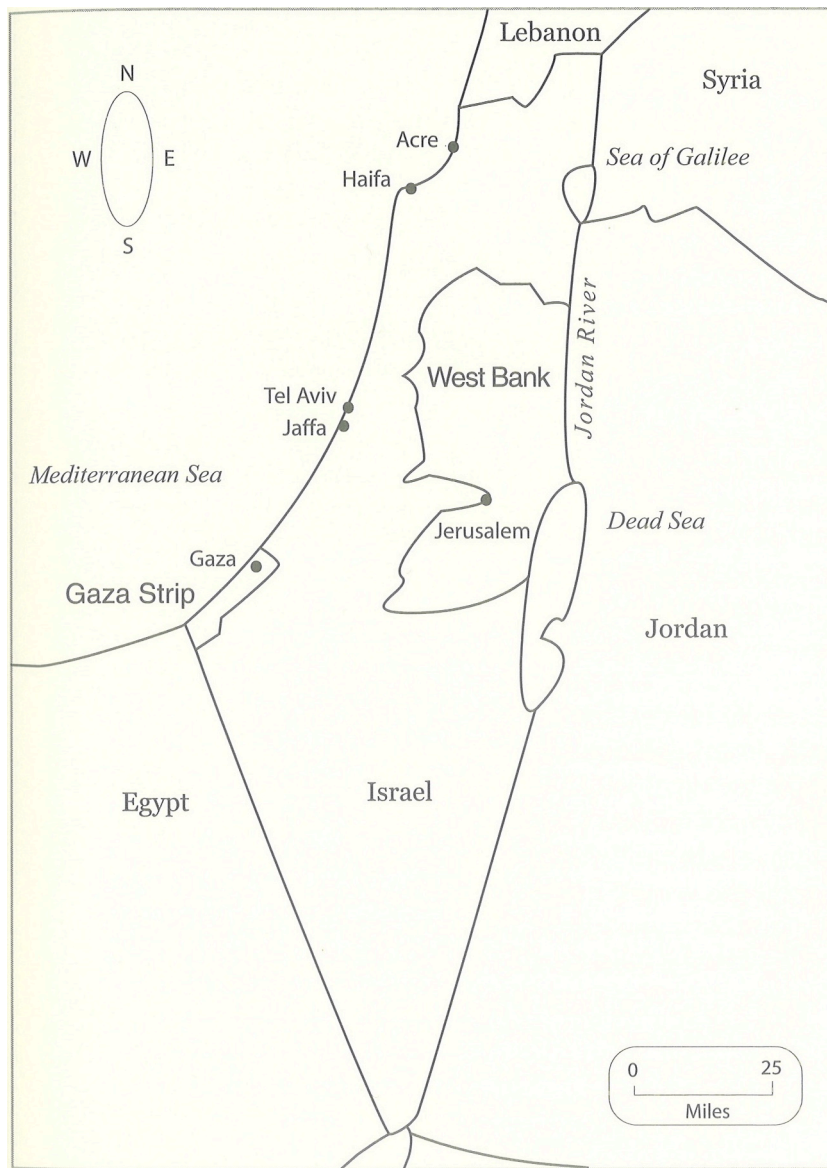 Lebanon
N
Syria
Acre
W
E
Sea of Galilee
Haifa
S
Jordan River
West Bank
Tel Aviv
Jaffa
Mediterranean Sea
Dead Sea
Jerusalem
Gaza
Gaza Strip
Jordan
Israel
Egypt
0 25
Miles